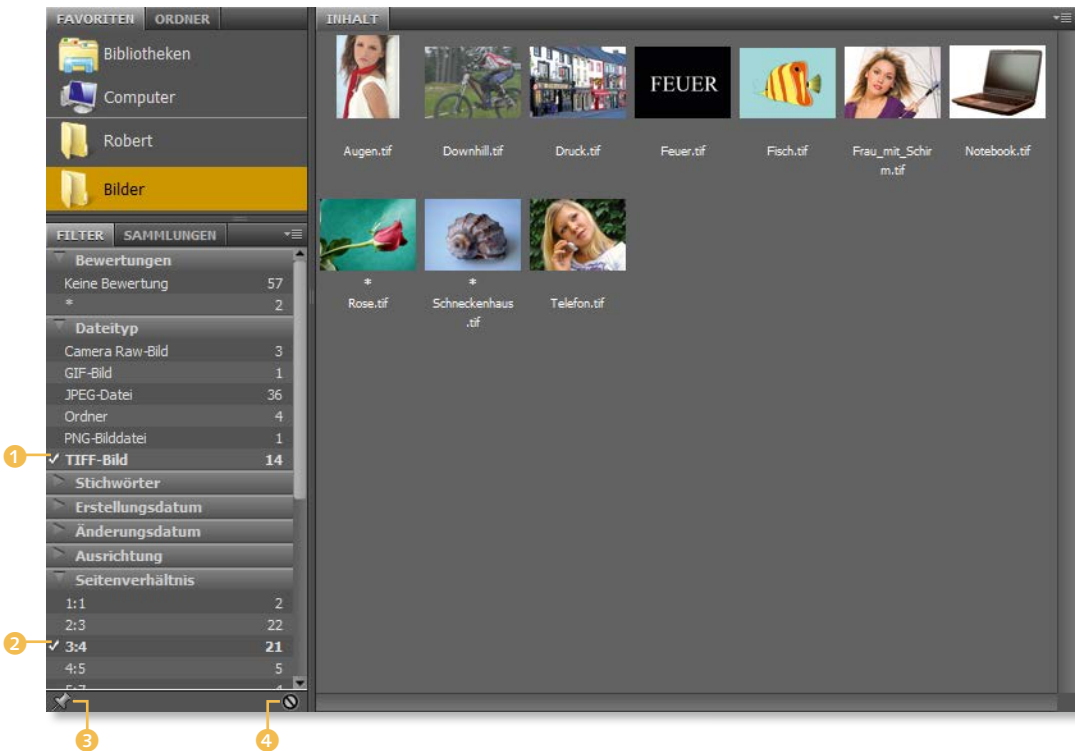 FAVORITEN ORDNER
Bibliotheken
Computer
Robert
Bilder
FILTER SAMMLUNGEN
Bewertungen
Keine Bewertung 57
* 2
Dateityp
Camera Raw-Bild 3
GIF-Bild 1
JPEG-Datei 36
Ordner 4
PNG-Bilddatei 1
1 ✓ TIFF-Bild 14
Stichwörter
Erstellungsdatum
Änderungsdatum
Ausrichtung
Seitenverhältnis
1:1 2
2:3 22
2 ✓ 3:4 21
4:5 5
3 4
INHALT
FEUER
Augen.tif Downhill.tif Druck.tif Feuer.tif Fisch.tif Frau_mit_Schir
m.tif Notebook.tif
* *
Rose.tif Schneckenhaus
.tif Telefon.tif